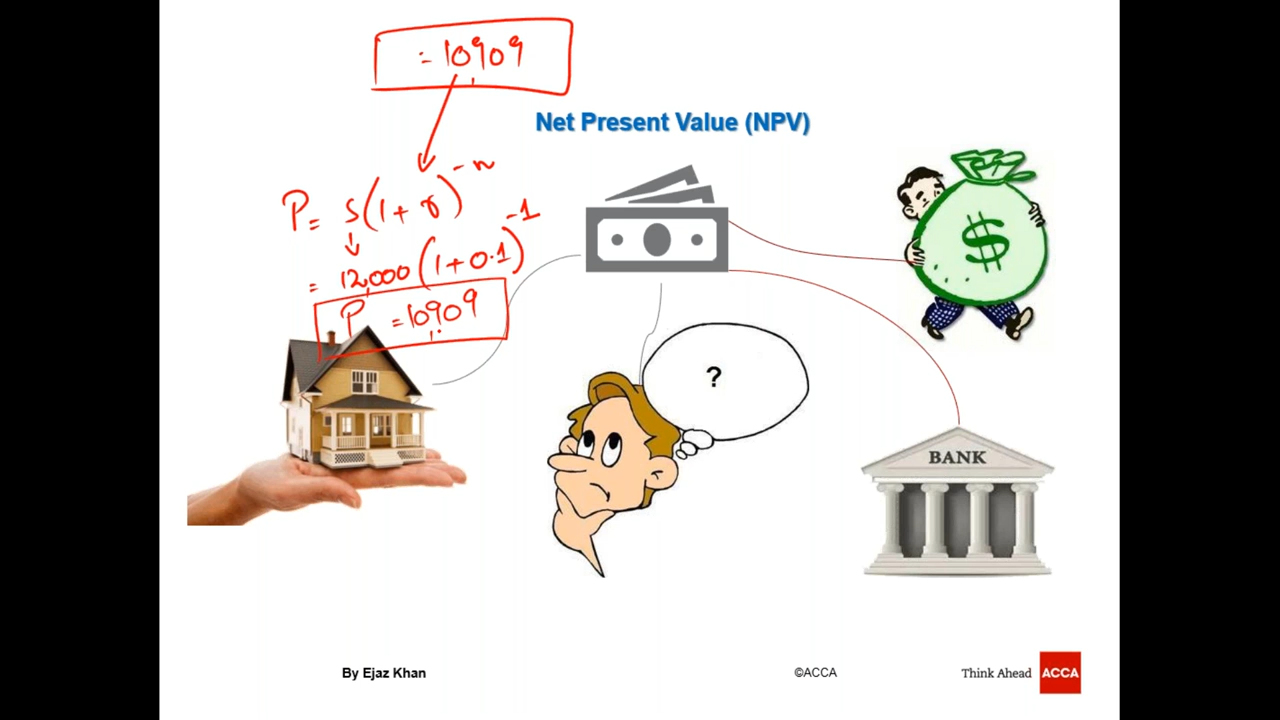 = 10909
Net Present Value (NPV)
P = S(1+r)^-n
= 12,000 (1+0.1)^-1
P = 10909
$
?
BANK
By Ejaz Khan
©ACCA
Think Ahead
ACCA